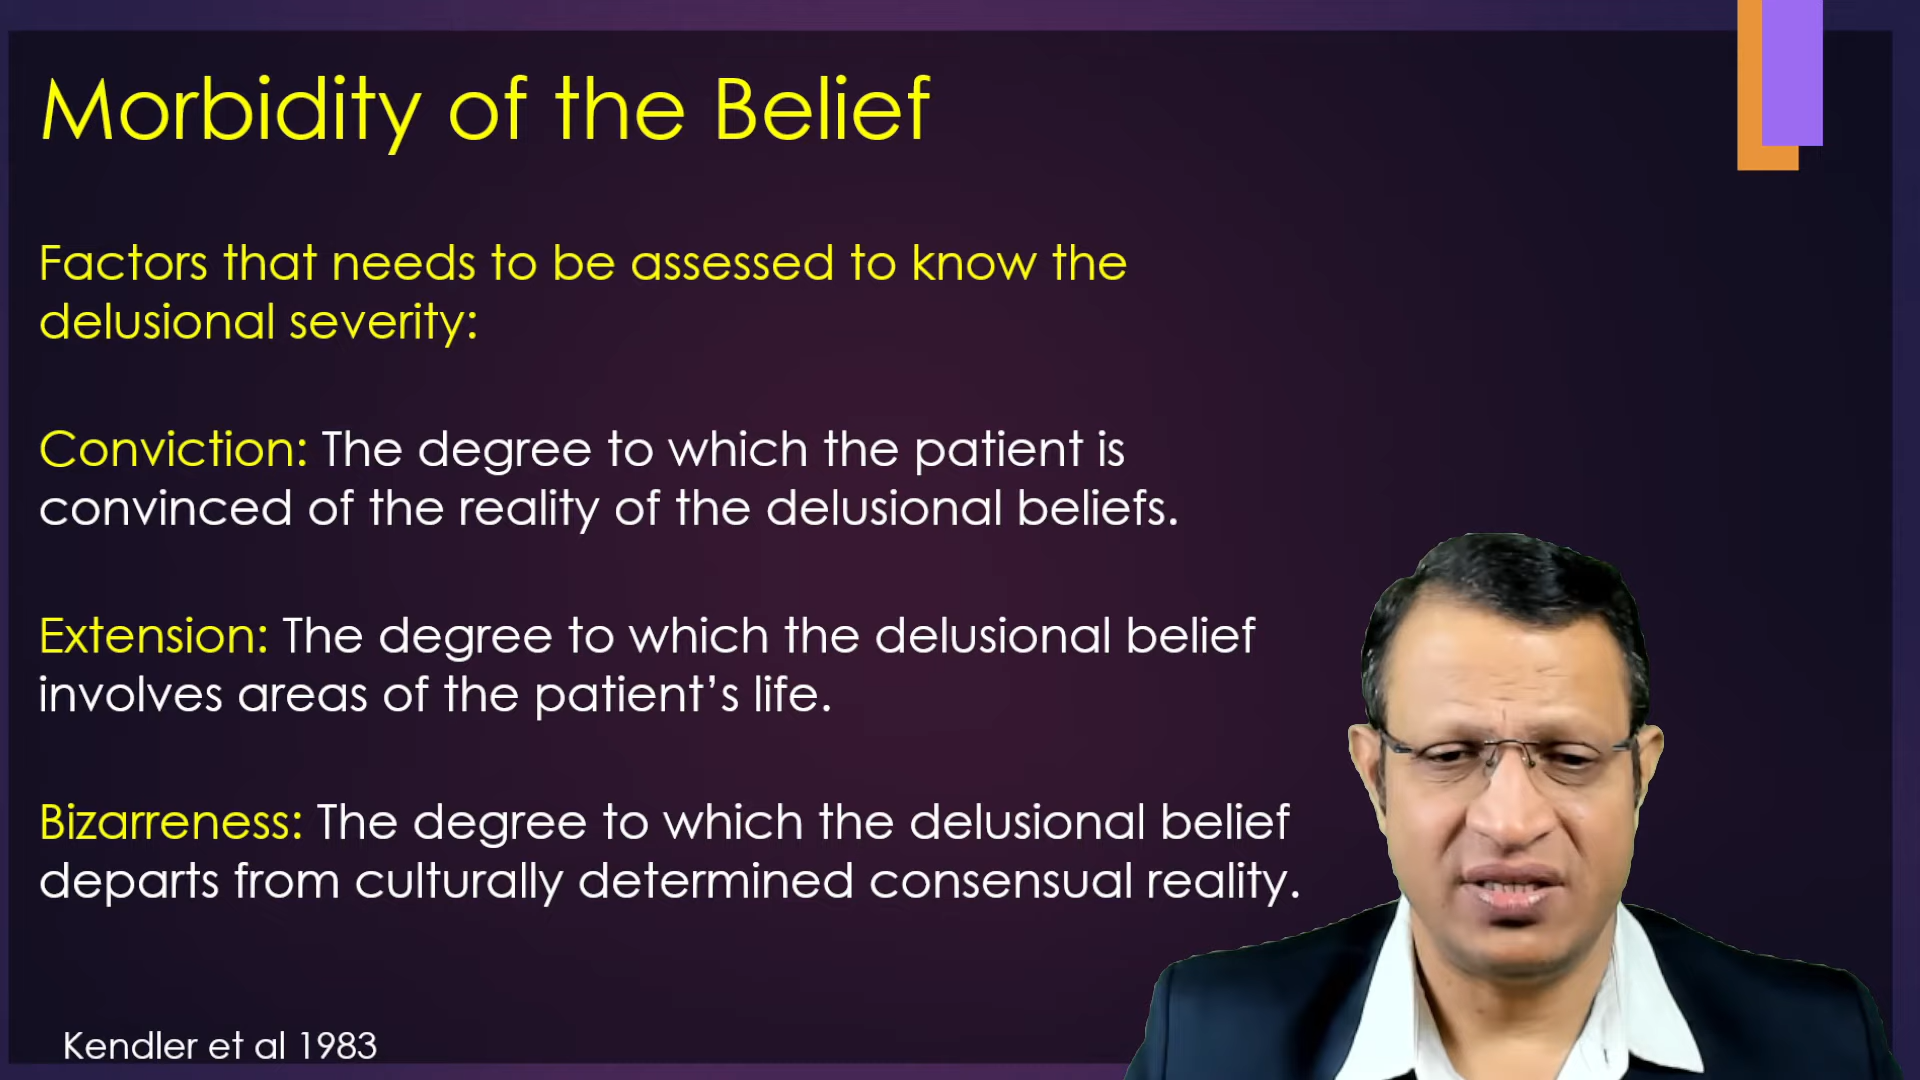 Morbidity of the Belief
Factors that needs to be assessed to know the
delusional severity:
Conviction: The degree to which the patient is
convinced of the reality of the delusional beliefs.
Extension: The degree to which the delusional belief
involves areas of the patient’s life.
Bizarreness: The degree to which the delusional belief
departs from culturally determined consensual reality.
Kendler et al 1983